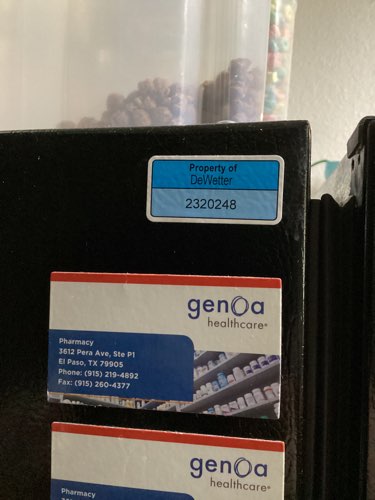 Property of
DeWetter
2320248
genOa
healthcare®
Pharmacy
3612 Pera Ave, Ste P1
El Paso, TX 79905
Phone: (915) 219-4892
Fax: (915) 260-4377
genOa
healthcare®
Pharmacy